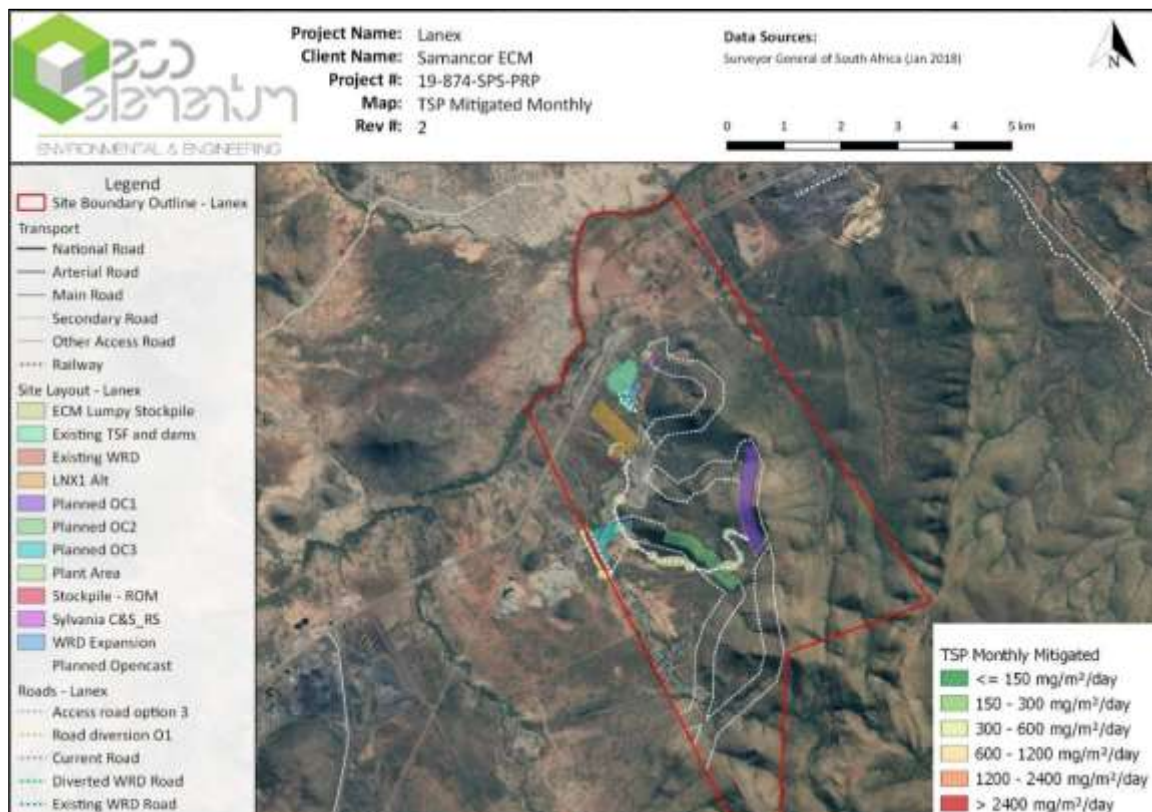 eco
elementum
ENVIRONMENTAL & ENGINEERING
Project Name: Lanex
Client Name: Samancor ECM
Project #: 19-874-SPS-PRP
Map: TSP Mitigated Monthly
Rev #: 2
Data Sources:
Surveyor General of South Africa (Jan 2018)
N
0 1 2 3 4 5 km
Legend
Site Boundary Outline - Lanex
Transport
National Road
Arterial Road
Main Road
Secondary Road
Other Access Road
Railway
Site Layout - Lanex
ECM Lumpy Stockpile
Existing TSF and dams
Existing WRD
LNX1 Alt
Planned OC1
Planned OC2
Planned OC3
Plant Area
Stockpile - ROM
Sylvania C&S_RS
WRD Expansion
Planned Opencast
Roads - Lanex
Access road option 3
Road diversion O1
Current Road
Diverted WRD Road
Existing WRD Road
TSP Monthly Mitigated
<= 150 mg/m²/day
150 - 300 mg/m²/day
300 - 600 mg/m²/day
600 - 1200 mg/m²/day
1200 - 2400 mg/m²/day
> 2400 mg/m²/day